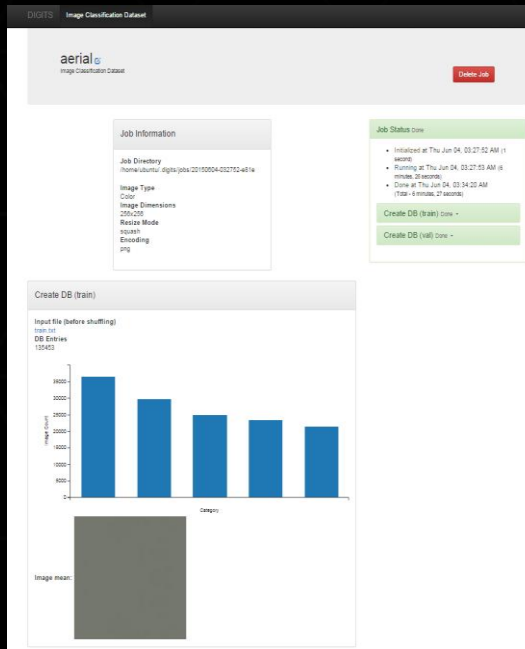 DIGITS Image Classification Dataset
aerial
Image Classification Dataset
Delete Job
Job Information
Job Directory
/home/ubuntu/.digits/jobs/20150604-032752-e81e
Image Type
Color
Image Dimensions
256x256
Resize Mode
squash
Encoding
png
Job Status Done
Initialized at Thu Jun 04, 03:27:52 AM (1
second)
Running at Thu Jun 04, 03:27:53 AM (6
minutes, 26 seconds)
Done at Thu Jun 04, 03:34:20 AM
(Total - 6 minutes, 27 seconds)
Create DB (train) Done
Create DB (val) Done
Create DB (train)
Input file (before shuffling)
train.txt
DB Entries
135453
35000
30000
25000
20000
15000
10000
5000
0
Image Count
Category
Image mean: